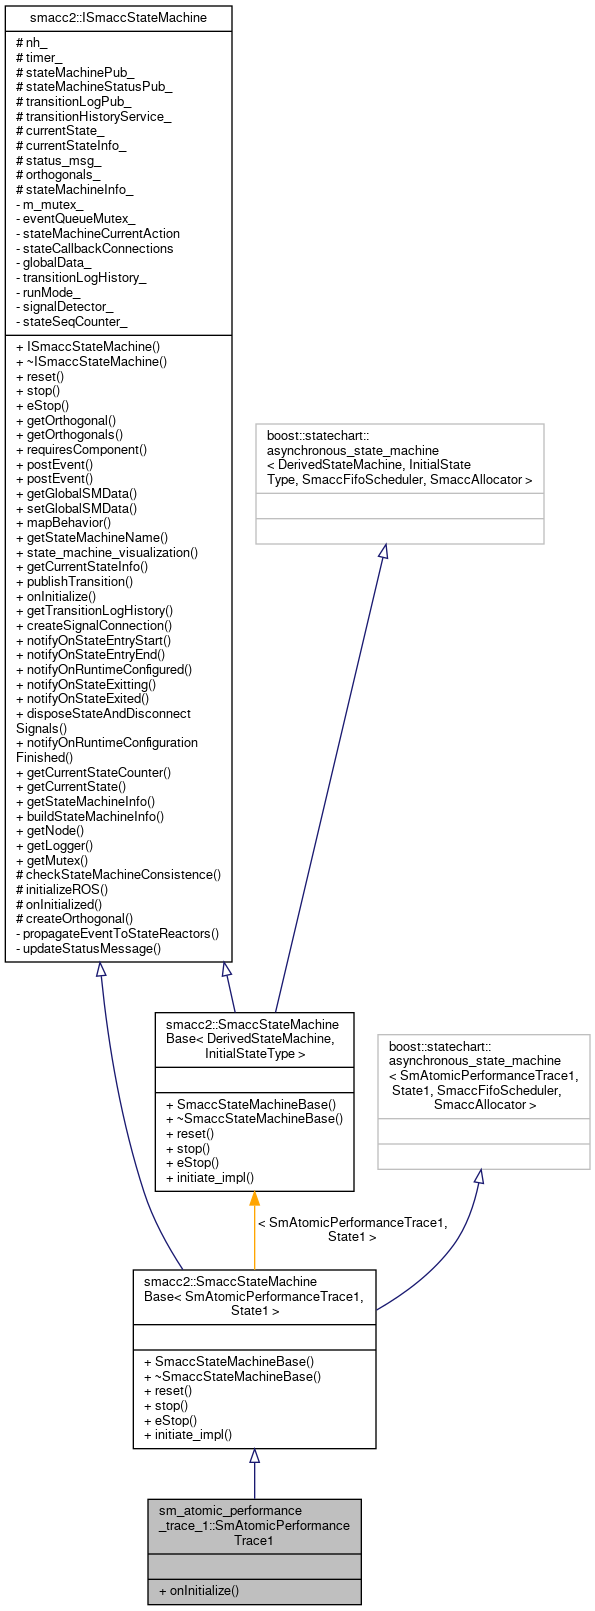 smacc2::ISmaccStateMachine
# nh_
# timer_
# stateMachinePub_
# stateMachineStatusPub_
# transitionLogPub_
# transitionHistoryService_
# currentState_
# currentStateInfo_
# status_msg_
# orthogonals_
# stateMachineInfo_
- m_mutex_
- eventQueueMutex_
- stateMachineCurrentAction
- stateCallbackConnections
- globalData_
- transitionLogHistory_
- runMode_
- signalDetector_
- stateSeqCounter_
+ ISmaccStateMachine()
+ ~ISmaccStateMachine()
+ reset()
+ stop()
+ eStop()
+ getOrthogonal()
+ getOrthogonals()
+ requiresComponent()
+ postEvent()
+ postEvent()
+ getGlobalSMData()
+ setGlobalSMData()
+ mapBehavior()
+ getStateMachineName()
+ state_machine_visualization()
+ getCurrentStateInfo()
+ publishTransition()
+ onInitialize()
+ getTransitionLogHistory()
+ createSignalConnection()
+ notifyOnStateEntryStart()
+ notifyOnStateEntryEnd()
+ notifyOnRuntimeConfigured()
+ notifyOnStateExitting()
+ notifyOnStateExited()
+ disposeStateAndDisconnect
Signals()
+ notifyOnRuntimeConfiguration
Finished()
+ getCurrentStateCounter()
+ getCurrentState()
+ getStateMachineInfo()
+ buildStateMachineInfo()
+ getNode()
+ getLogger()
+ getMutex()
# checkStateMachineConsistence()
# initializeROS()
# onInitialized()
# createOrthogonal()
- propagateEventToStateReactors()
- updateStatusMessage()
boost::statechart::
asynchronous_state_machine
< DerivedStateMachine, InitialState
Type, SmaccFifoScheduler, SmaccAllocator >
smacc2::SmaccStateMachine
Base< DerivedStateMachine,
InitialStateType >
+ SmaccStateMachineBase()
+ ~SmaccStateMachineBase()
+ reset()
+ stop()
+ eStop()
+ initiate_impl()
boost::statechart::
asynchronous_state_machine
< SmAtomicPerformanceTrace1,
State1, SmaccFifoScheduler,
SmaccAllocator >
< SmAtomicPerformanceTrace1,
State1 >
smacc2::SmaccStateMachine
Base< SmAtomicPerformanceTrace1,
State1 >
+ SmaccStateMachineBase()
+ ~SmaccStateMachineBase()
+ reset()
+ stop()
+ eStop()
+ initiate_impl()
sm_atomic_performance
_trace_1::SmAtomicPerformance
Trace1
+ onInitialize()